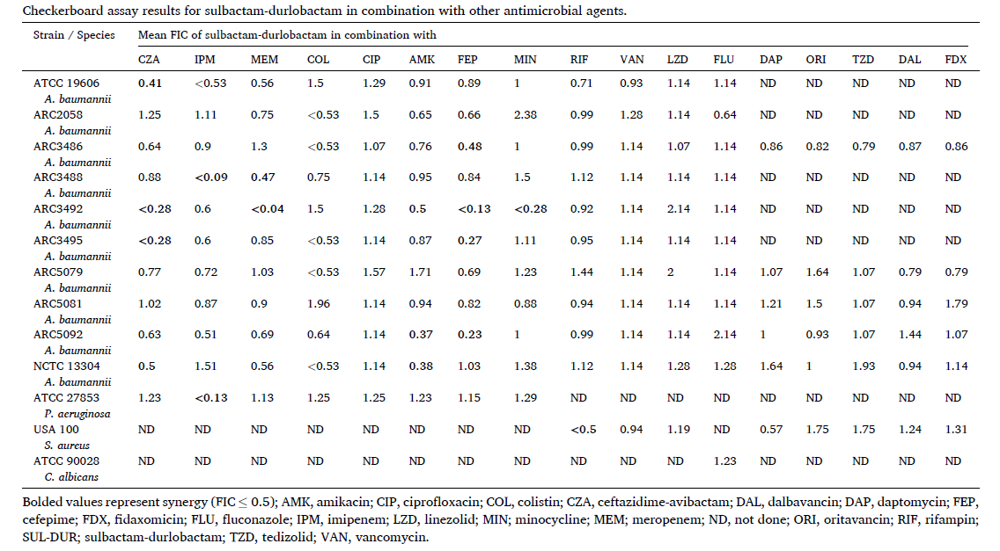 Checkerboard assay results for sulbactam-durlobactam in combination with other antimicrobial agents.
Strain / Species Mean FIC of sulbactam-durlobactam in combination with
CZA IPM MEM COL CIP AMK FEP MIN RIF VAN LZD FLU DAP ORI TZD DAL FDX
ATCC 19606 0.41 <0.53 0.56 1.5 1.29 0.91 0.89 1 0.71 0.93 1.14 1.14 ND ND ND ND ND
A. baumannii
ARC2058 1.25 1.11 0.75 <0.53 1.5 0.65 0.66 2.38 0.99 1.28 1.14 0.64 ND ND ND ND ND
A. baumannii
ARC3486 0.64 0.9 1.3 <0.53 1.07 0.76 0.48 1 0.99 1.14 1.07 1.14 0.86 0.82 0.79 0.87 0.86
A. baumannii
ARC3488 0.88 <0.09 0.47 0.75 1.14 0.95 0.84 1.5 1.12 1.14 1.14 1.14 ND ND ND ND ND
A. baumannii
ARC3492 <0.28 0.6 <0.04 1.5 1.28 0.5 <0.13 <0.28 0.92 1.14 2.14 1.14 ND ND ND ND ND
A. baumannii
ARC3495 <0.28 0.6 0.85 <0.53 1.14 0.87 0.27 1.11 0.95 1.14 1.14 1.14 ND ND ND ND ND
A. baumannii
ARC5079 0.77 0.72 1.03 <0.53 1.57 1.71 0.69 1.23 1.44 1.14 2 1.14 1.07 1.64 1.07 0.79 0.79
A. baumannii
ARC5081 1.02 0.87 0.9 1.96 1.14 0.94 0.82 0.88 0.94 1.14 1.14 1.14 1.21 1.5 1.07 0.94 1.79
A. baumannii
ARC5092 0.63 0.51 0.69 0.64 1.14 0.37 0.23 1 0.99 1.14 1.14 2.14 1 0.93 1.07 1.44 1.07
A. baumannii
NCTC 13304 0.5 1.51 0.56 <0.53 1.14 0.38 1.03 1.38 1.12 1.14 1.28 1.28 1.64 1 1.93 0.94 1.14
A. baumannii
ATCC 27853 1.23 <0.13 1.13 1.25 1.25 1.23 1.15 1.29 ND ND ND ND ND ND ND ND ND
P. aeruginosa
USA 100 ND ND ND ND ND ND ND ND <0.5 0.94 1.19 ND 0.57 1.75 1.75 1.24 1.31
S. aureus
ATCC 90028 ND ND ND ND ND ND ND ND ND ND ND 1.23 ND ND ND ND ND
C. albicans
Bolded values represent synergy (FIC ≤ 0.5); AMK, amikacin; CIP, ciprofloxacin; COL, colistin; CZA, ceftazidime-avibactam; DAL, dalbavancin; DAP, daptomycin; FEP,
cefepime; FDX, fidaxomicin; FLU, fluconazole; IPM, imipenem; LZD, linezolid; MIN; minocycline; MEM; meropenem; ND, not done; ORI, oritavancin; RIF, rifampin;
SUL-DUR; sulbactam-durlobactam; TZD, tedizolid; VAN, vancomycin.